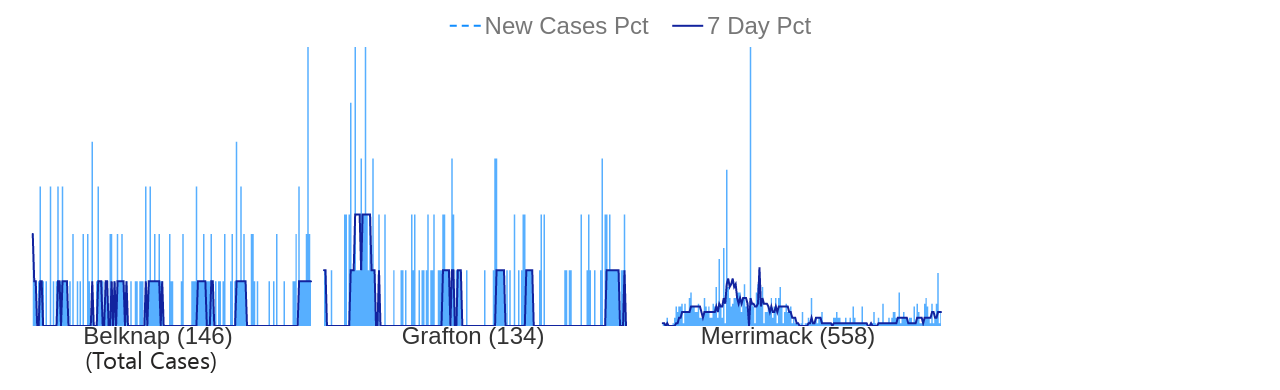 New Cases Pct 7 Day Pct
Belknap (146) Grafton (134) Merrimack (558)
(Total Cases)